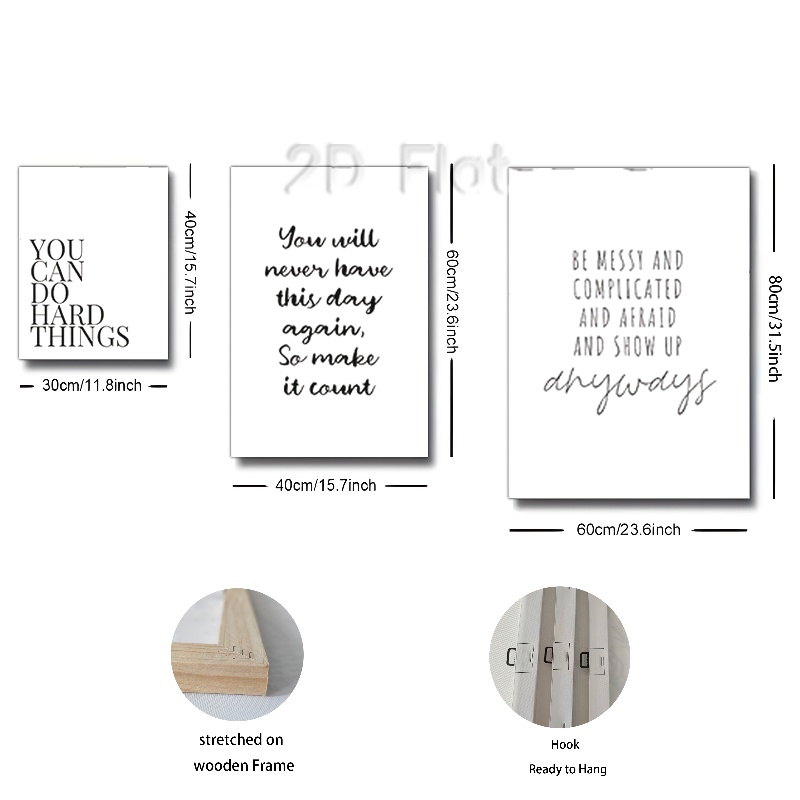 2D Flat
YOU
CAN
DO
HARD
THINGS
40cm/15.7inch
30cm/11.8inch
You will
never have
this day
again,
So make
it count
60cm/23.6inch
40cm/15.7inch
BE MESSY AND
COMPLICATED
AND AFRAID
AND SHOW UP
anyways
80cm/31.5inch
60cm/23.6inch
stretched on
wooden Frame
Hook
Ready to Hang